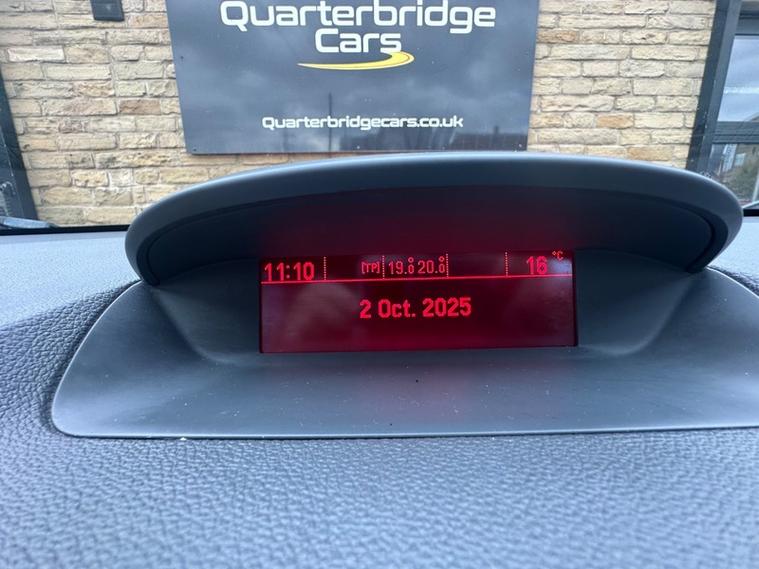 Quarterbridge
Cars
Quarterbridgecars.co.uk
11:10 [TP] 19.0° 20.0° 16 °C
2 Oct. 2025